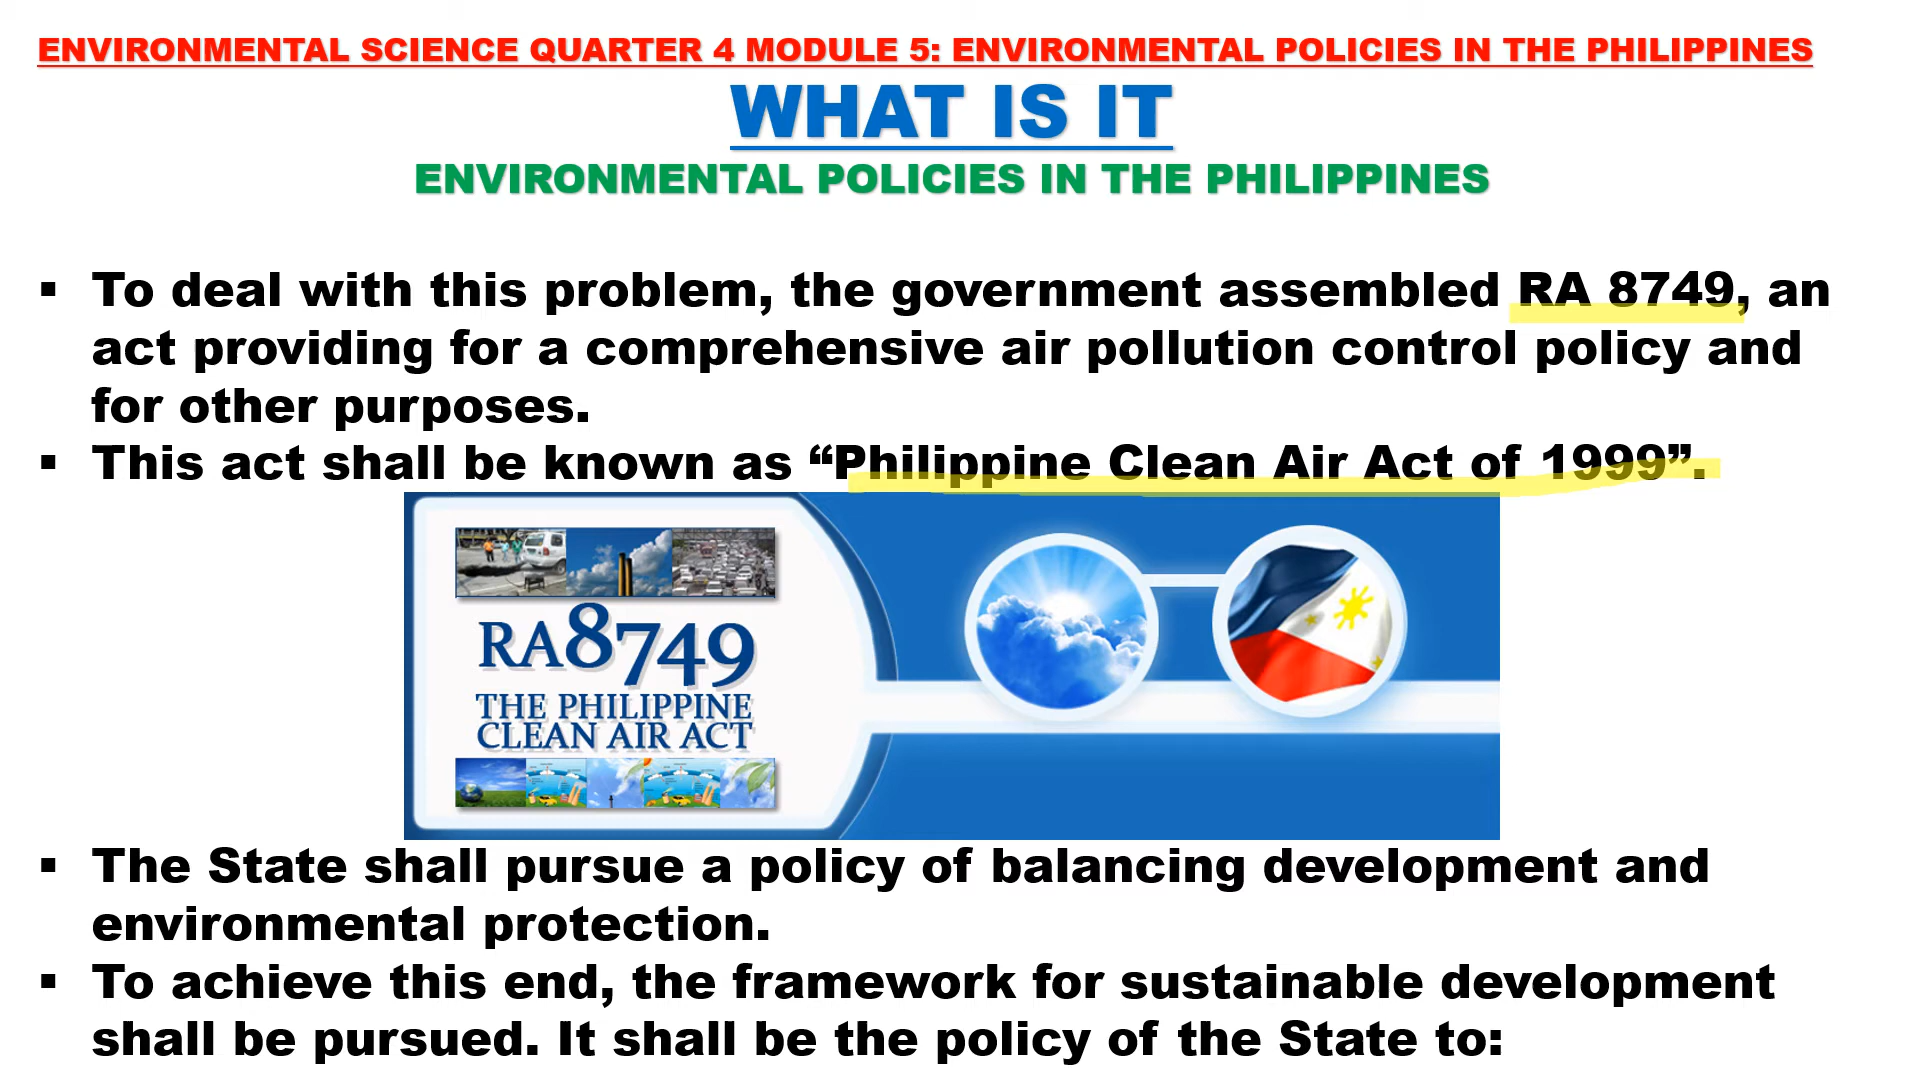 ENVIRONMENTAL SCIENCE QUARTER 4 MODULE 5: ENVIRONMENTAL POLICIES IN THE PHILIPPINES
WHAT IS IT
ENVIRONMENTAL POLICIES IN THE PHILIPPINES
▪ To deal with this problem, the government assembled RA 8749, an
act providing for a comprehensive air pollution control policy and
for other purposes.
▪ This act shall be known as “Philippine Clean Air Act of 1999”.
RA8749
THE PHILIPPINE
CLEAN AIR ACT
▪ The State shall pursue a policy of balancing development and
environmental protection.
▪ To achieve this end, the framework for sustainable development
shall be pursued. It shall be the policy of the State to: